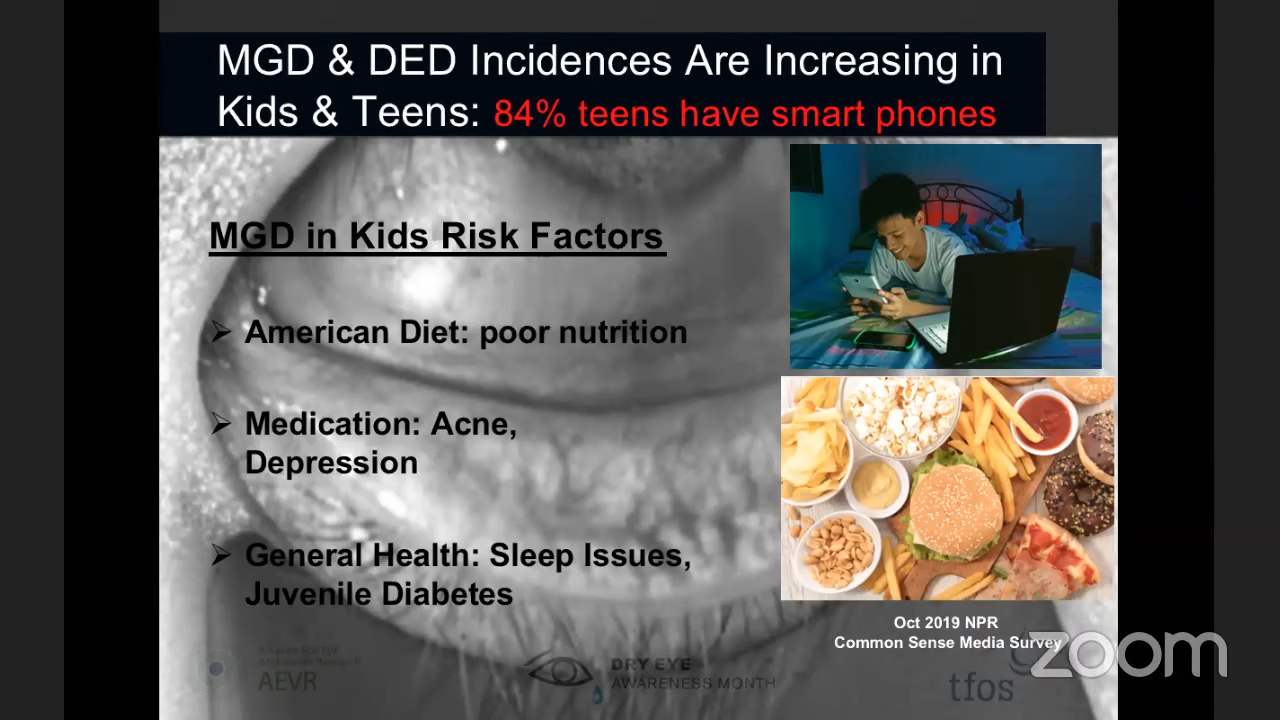 MGD & DED Incidences Are Increasing in
Kids & Teens: 84% teens have smart phones
MGD in Kids Risk Factors
➢ American Diet: poor nutrition
➢ Medication: Acne,
Depression
➢ General Health: Sleep Issues,
Juvenile Diabetes
Oct 2019 NPR
Common Sense Media Survey
zoom
AEVR
DRY EYE
AWARENESS MONTH
tfos